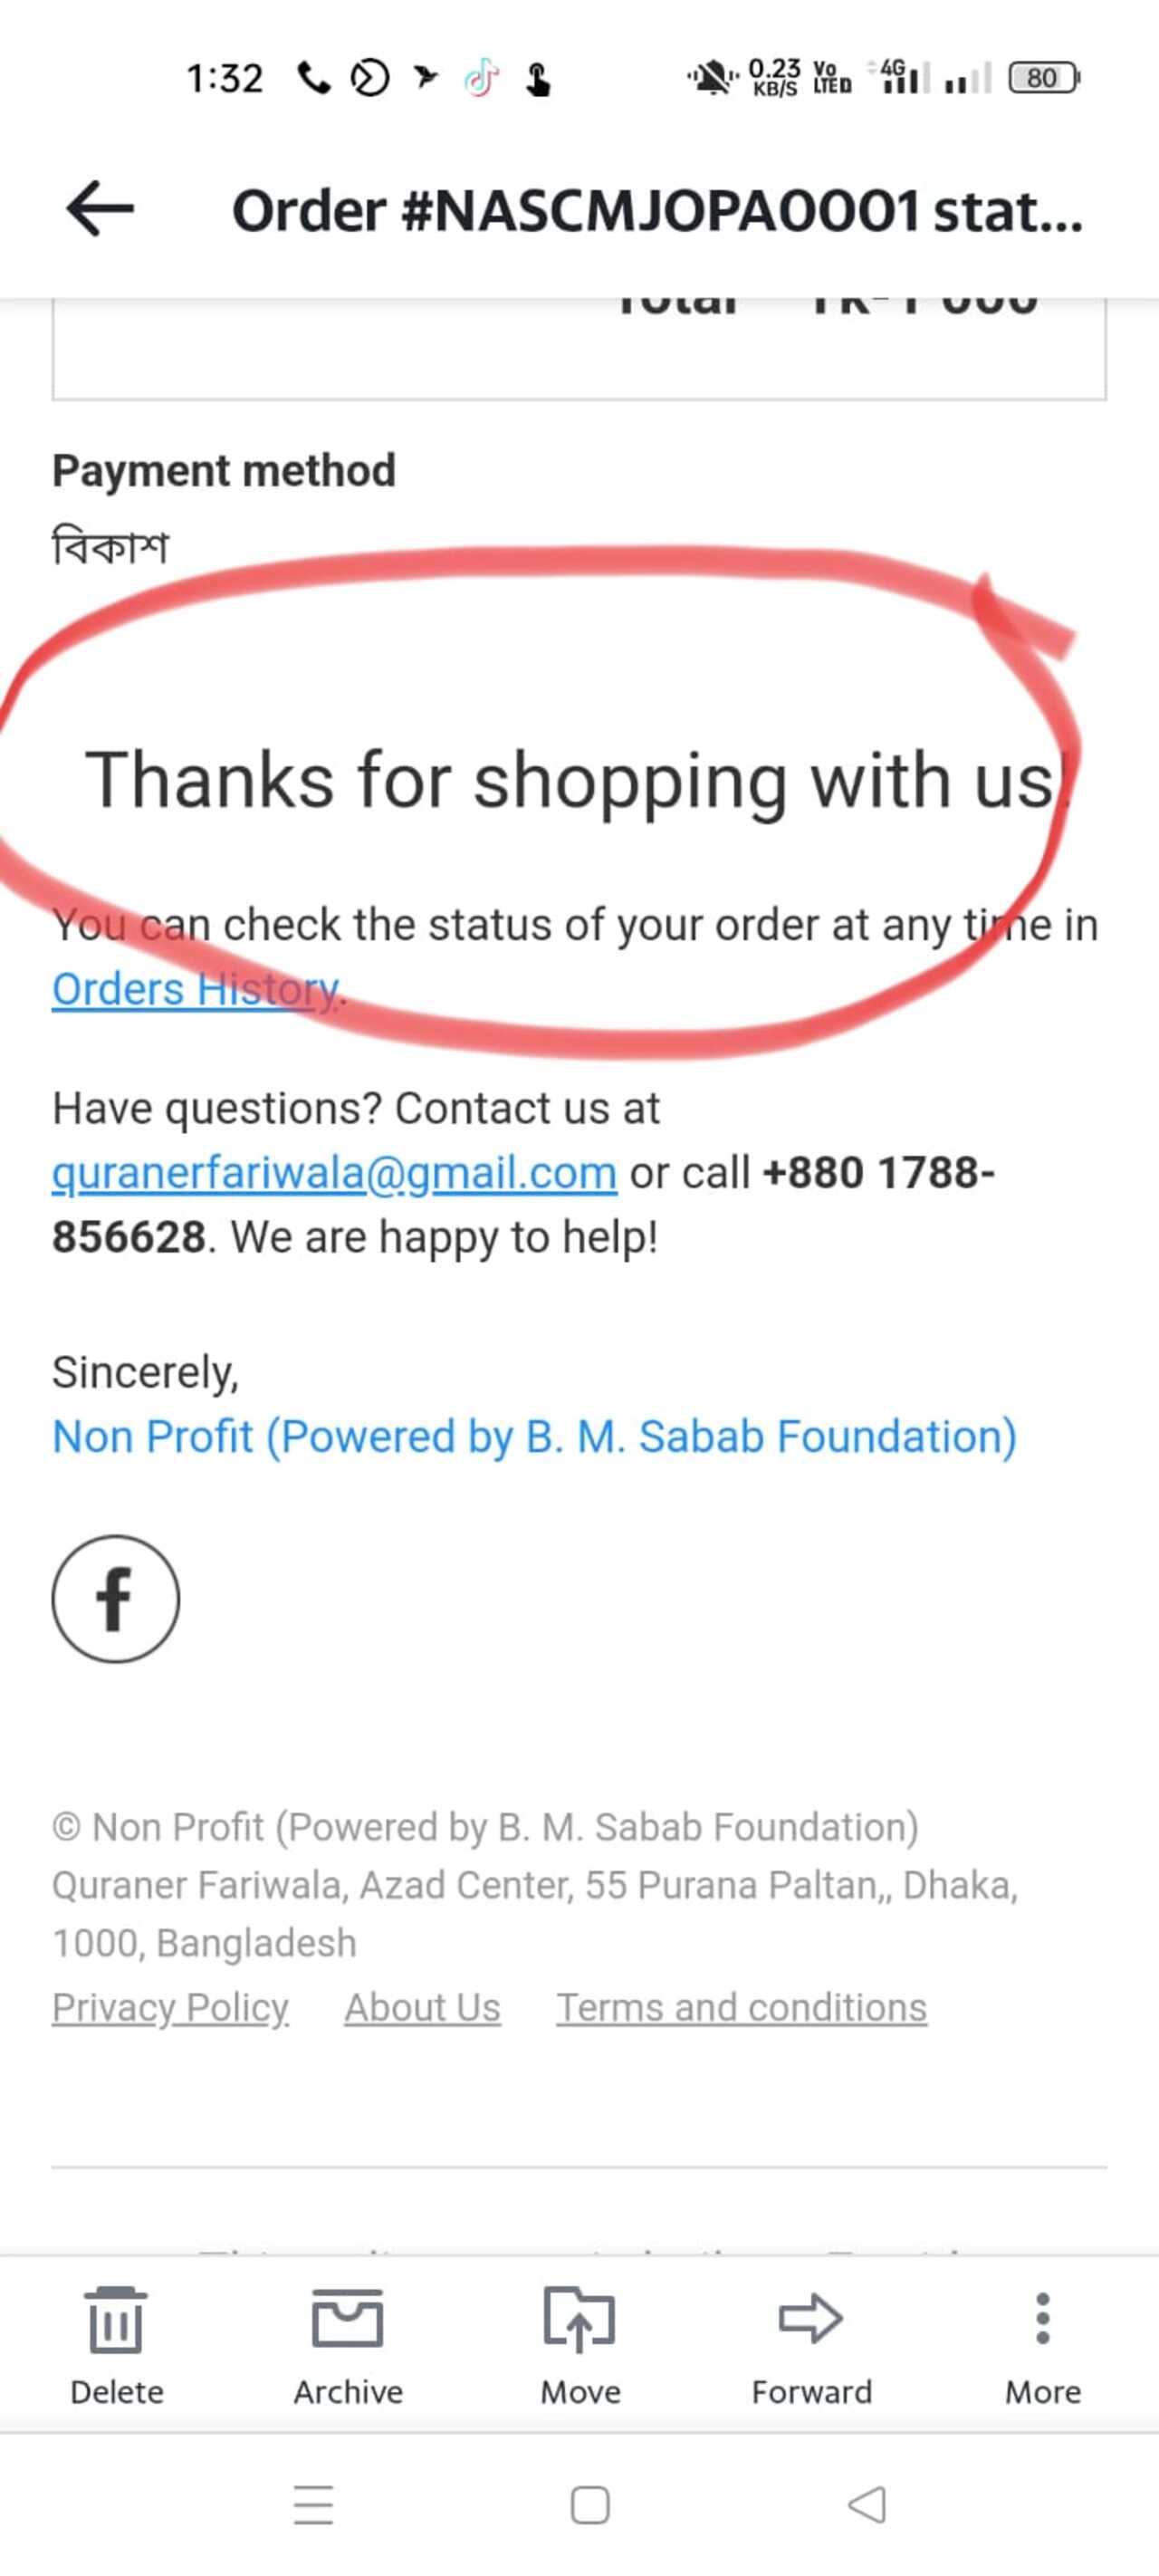 1:32
0.23 KB/S
Vo LTE
4G
80
Order #NASCMJOPA0001 stat...
Total Tk-1 000
Payment method
বিকাশ
Thanks for shopping with us!
You can check the status of your order at any time in
Orders History.
Have questions? Contact us at
quranerfariwala@gmail.com or call +880 1788-
856628. We are happy to help!
Sincerely,
Non Profit (Powered by B. M. Sabab Foundation)
f
© Non Profit (Powered by B. M. Sabab Foundation)
Quraner Fariwala, Azad Center, 55 Purana Paltan,, Dhaka,
1000, Bangladesh
Privacy Policy About Us Terms and conditions
Delete Archive Move Forward More